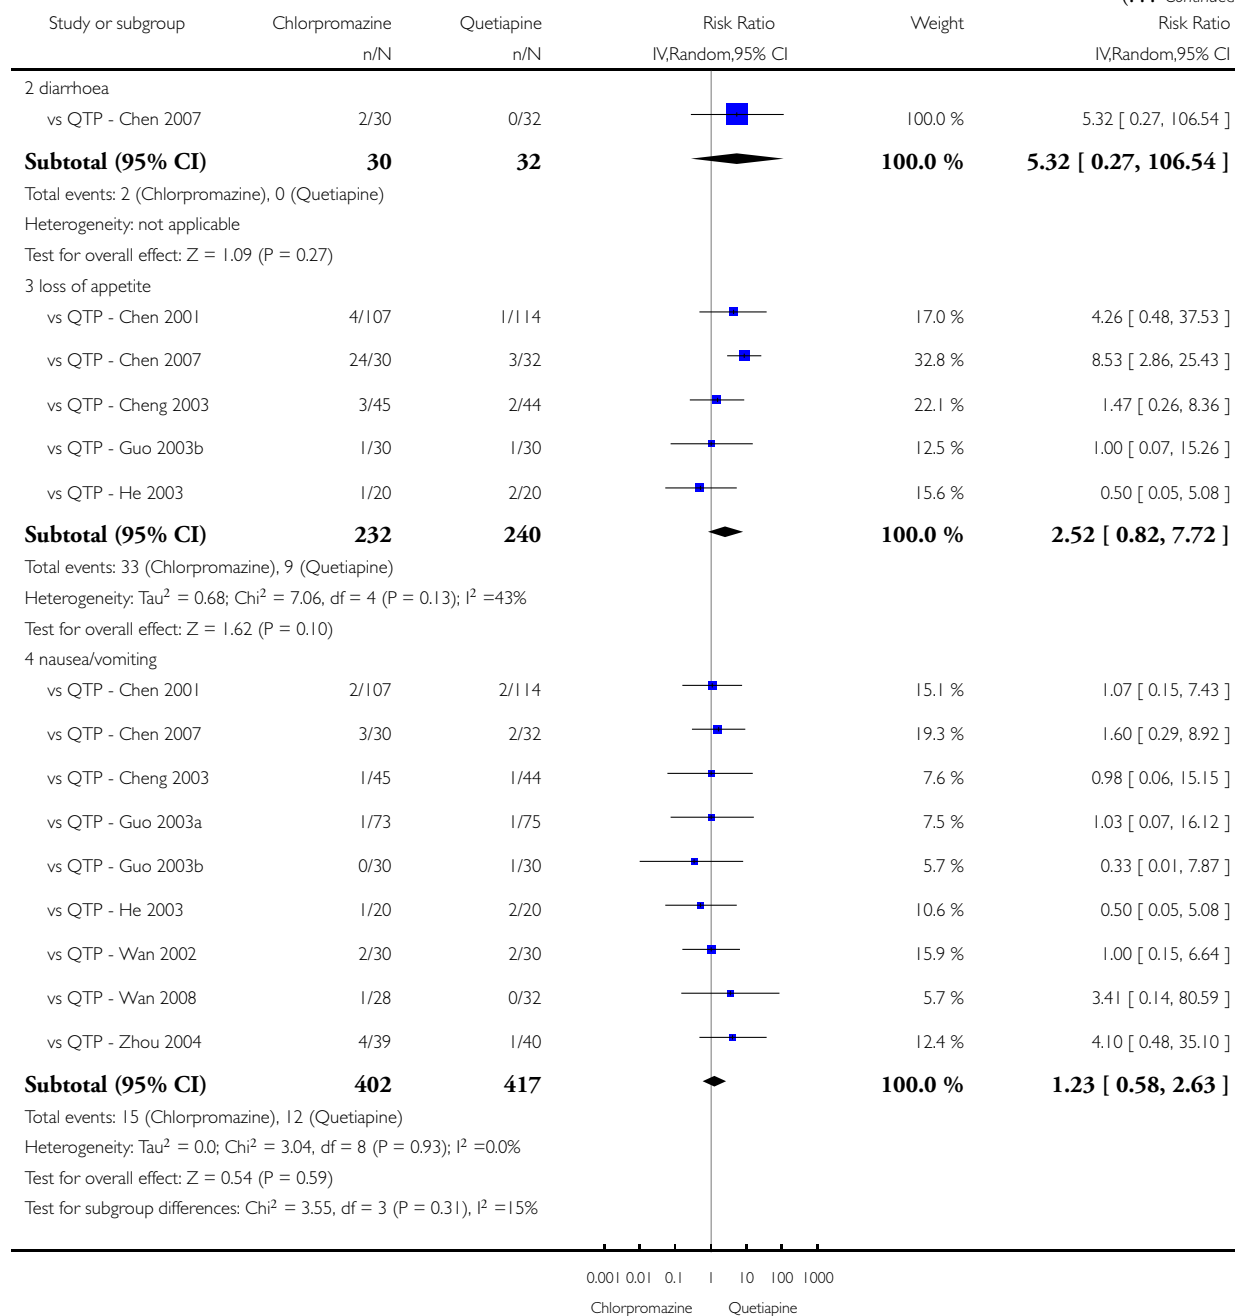 (... Continued
Study or subgroup Chlorpromazine Quetiapine Risk Ratio Weight Risk Ratio
n/N n/N IV,Random,95% CI IV,Random,95% CI
2 diarrhoea
vs QTP - Chen 2007 2/30 0/32 100.0 % 5.32 [ 0.27, 106.54 ]
Subtotal (95% CI) 30 32 100.0 % 5.32 [ 0.27, 106.54 ]
Total events: 2 (Chlorpromazine), 0 (Quetiapine)
Heterogeneity: not applicable
Test for overall effect: Z = 1.09 (P = 0.27)
3 loss of appetite
vs QTP - Chen 2001 4/107 1/114 17.0 % 4.26 [ 0.48, 37.53 ]
vs QTP - Chen 2007 24/30 3/32 32.8 % 8.53 [ 2.86, 25.43 ]
vs QTP - Cheng 2003 3/45 2/44 22.1 % 1.47 [ 0.26, 8.36 ]
vs QTP - Guo 2003b 1/30 1/30 12.5 % 1.00 [ 0.07, 15.26 ]
vs QTP - He 2003 1/20 2/20 15.6 % 0.50 [ 0.05, 5.08 ]
Subtotal (95% CI) 232 240 100.0 % 2.52 [ 0.82, 7.72 ]
Total events: 33 (Chlorpromazine), 9 (Quetiapine)
Heterogeneity: Tau² = 0.68; Chi² = 7.06, df = 4 (P = 0.13); I² =43%
Test for overall effect: Z = 1.62 (P = 0.10)
4 nausea/vomiting
vs QTP - Chen 2001 2/107 2/114 15.1 % 1.07 [ 0.15, 7.43 ]
vs QTP - Chen 2007 3/30 2/32 19.3 % 1.60 [ 0.29, 8.92 ]
vs QTP - Cheng 2003 1/45 1/44 7.6 % 0.98 [ 0.06, 15.15 ]
vs QTP - Guo 2003a 1/73 1/75 7.5 % 1.03 [ 0.07, 16.12 ]
vs QTP - Guo 2003b 0/30 1/30 5.7 % 0.33 [ 0.01, 7.87 ]
vs QTP - He 2003 1/20 2/20 10.6 % 0.50 [ 0.05, 5.08 ]
vs QTP - Wan 2002 2/30 2/30 15.9 % 1.00 [ 0.15, 6.64 ]
vs QTP - Wan 2008 1/28 0/32 5.7 % 3.41 [ 0.14, 80.59 ]
vs QTP - Zhou 2004 4/39 1/40 12.4 % 4.10 [ 0.48, 35.10 ]
Subtotal (95% CI) 402 417 100.0 % 1.23 [ 0.58, 2.63 ]
Total events: 15 (Chlorpromazine), 12 (Quetiapine)
Heterogeneity: Tau² = 0.0; Chi² = 3.04, df = 8 (P = 0.93); I² =0.0%
Test for overall effect: Z = 0.54 (P = 0.59)
Test for subgroup differences: Chi² = 3.55, df = 3 (P = 0.31), I² =15%
0.001 0.01 0.1 1 10 100 1000
Chlorpromazine Quetiapine